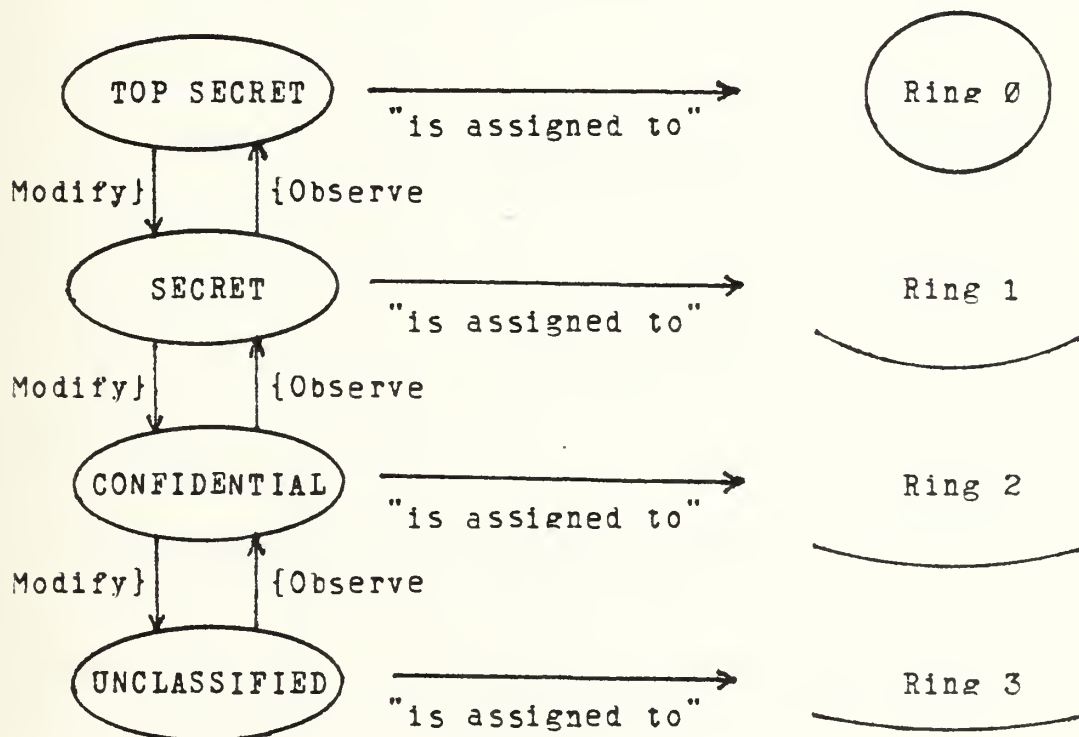 TOP SECRET
"is assigned to"
Ring Ø
Modify} {Observe
SECRET
"is assigned to"
Ring 1
Modify} {Observe
CONFIDENTIAL
"is assigned to"
Ring 2
Modify} {Observe
UNCLASSIFIED
"is assigned to"
Ring 3